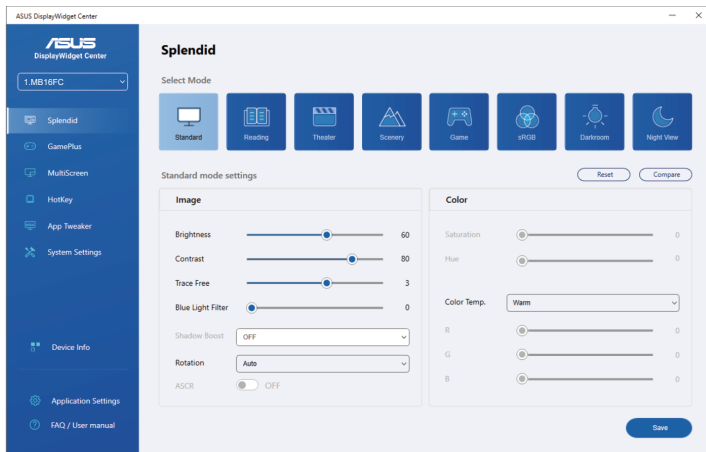 ASUS DisplayWidget Center
ASUS
DisplayWidget Center
1.MB16FC
Splendid
GamePlus
MultiScreen
HotKey
App Tweaker
System Settings
Device Info
Application Settings
FAQ / User manual
Splendid
Select Mode
Standard
Reading
Theater
Scenery
Game
sRGB
Darkroom
Night View
Standard mode settings
Reset
Compare
Image
Brightness 60
Contrast 80
Trace Free 3
Blue Light Filter 0
Shadow Boost OFF
Rotation Auto
ASCR OFF
Color
Saturation 0
Hue 0
Color Temp. Warm
R 0
G 0
B 0
Save